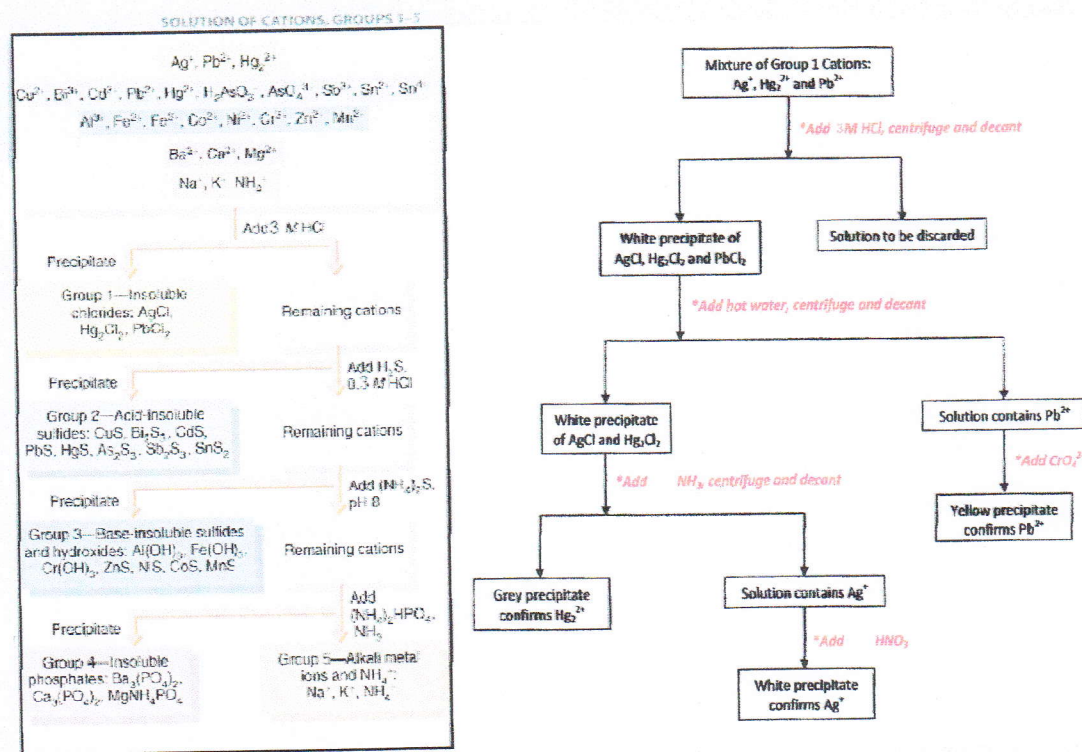 SOLUTION OF CATIONS, GROUPS 1–5
Ag⁺, Pb²⁺, Hg₂²⁺
Cu²⁺, Bi³⁺, Cd²⁺, Pb²⁺, Hg²⁺, H₂AsO₃⁻, AsO₄³⁻, Sb³⁺, Sn²⁺, Sn⁴⁺
Al³⁺, Fe²⁺, Fe³⁺, Co²⁺, Ni²⁺, Cr³⁺, Zn²⁺, Mn²⁺
Ba²⁺, Ca²⁺, Mg²⁺
Na⁺, K⁺
Add 3 M HCl
Precipitate
Group 1—Insoluble
chlorides: AgCl,
Hg₂Cl₂, PbCl₂
Remaining cations
Add H₂S,
0.3 M HCl
Precipitate
Group 2—Acid-insoluble
sulfides: CuS, Bi₂S₃, CdS,
PbS, HgS, As₂S₃, Sb₂S₃, SnS₂
Remaining cations
Add (NH₄)₂S,
pH 8
Precipitate
Group 3—Base-insoluble sulfides
and hydroxides: Al(OH)₃, Fe(OH)₃,
Cr(OH)₃, ZnS, NiS, CoS, MnS
Remaining cations
Add
(NH₄)₂HPO₄,
NH₃
Precipitate
Group 4—Insoluble
phosphates: Ba₃(PO₄)₂,
Ca₃(PO₄)₂, MgNH₄PO₄
Group 5—Alkali metal
ions and NH₄⁺:
Na⁺, K⁺, NH₄⁺
Mixture of Group 1 Cations:
Ag⁺, Hg₂²⁺ and Pb²⁺
*Add 3M HCl, centrifuge and decant
White precipitate of
AgCl, Hg₂Cl₂ and PbCl₂
Solution to be discarded
*Add hot water, centrifuge and decant
White precipitate
of AgCl and Hg₂Cl₂
Solution contains Pb²⁺
*Add CrO₄²⁻
Yellow precipitate
confirms Pb²⁺
*Add NH₃, centrifuge and decant
Grey precipitate
confirms Hg₂²⁺
Solution contains Ag⁺
*Add HNO₃
White precipitate
confirms Ag⁺